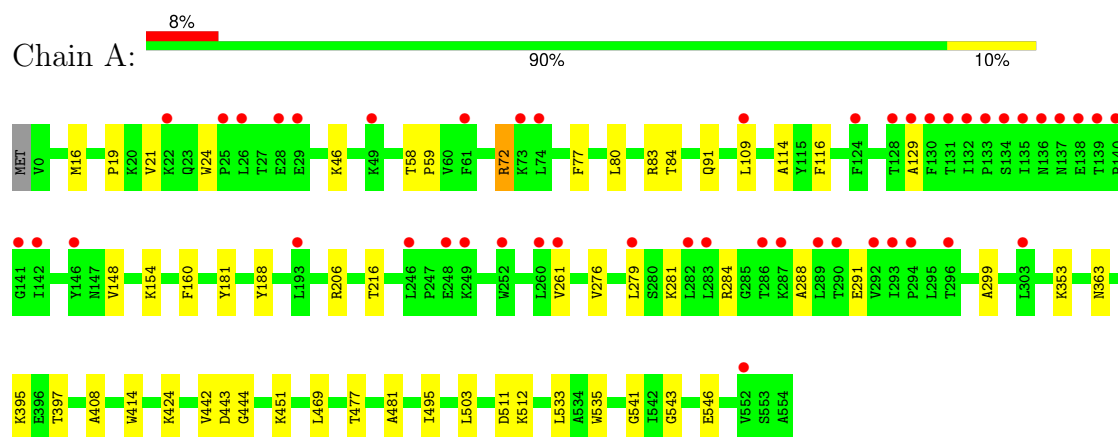 8%
Chain A:
90% 10%
MET V0 M16 P19 K20 V21 K22 Q23 W24 P25 L26 T27 E28 E29 K46 K49 T58 P59 V60 F61 R72 K73 L74 F77 L80 R83 T84 Q91 L109 A114 Y115 F116 F124 T128 A129 F130 T131 I132 P133 S134 I135 N136 N137 E138 T139 P140
G141 I142 Y146 N147 V148 K154 F160 Y181 Y188 L193 R206 T216 L246 P247 E248 K249 W252 L260 V261 V276 L279 S280 K281 L282 L283 R284 G285 T286 K287 A288 L289 T290 E291 V292 I293 P294 L295 T296 A299 L303 K353 N363
K395 E396 T397 A408 W414 K424 V442 D443 G444 K451 L469 T477 A481 I495 L503 D511 K512 L533 A534 W535 G541 I542 G543 E546 V552 S553 A554